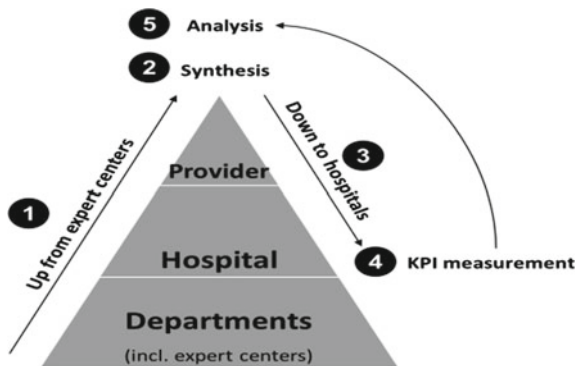 5 Analysis
2 Synthesis
1 Up from expert centers
3 Down to hospitals
4 KPI measurement
Provider
Hospital
Departments
(incl. expert centers)